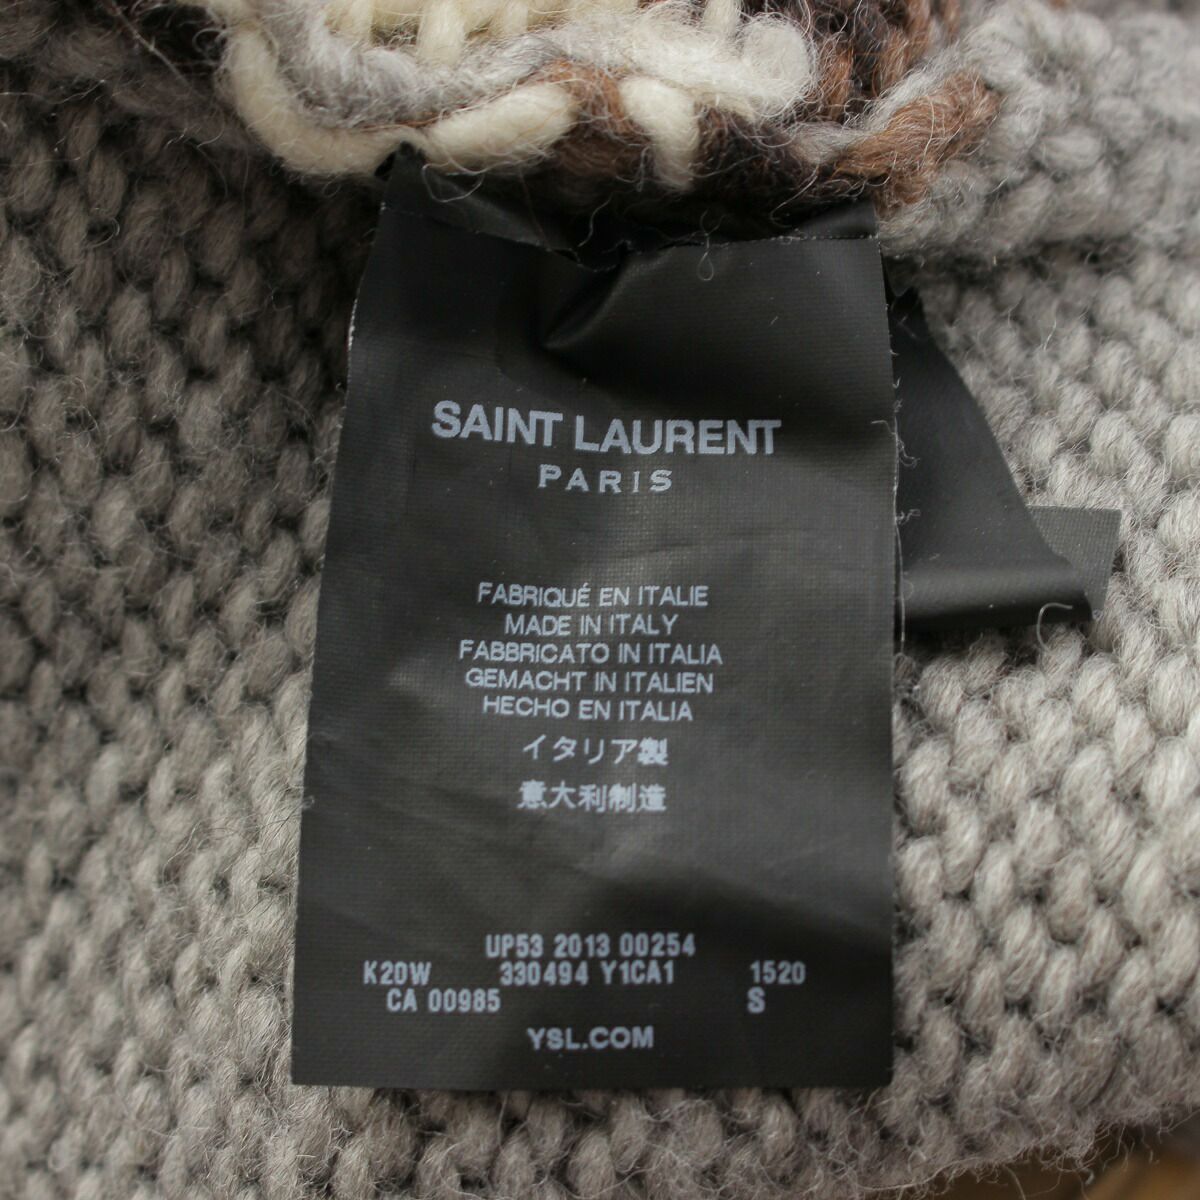 SAINT LAURENT
PARIS
FABRIQUÉ EN ITALIE
MADE IN ITALY
FABBRICATO IN ITALIA
GEMACHT IN ITALIEN
HECHO EN ITALIA
イタリア製
意大利制造
UP53 2013 00254
K20W 330494 Y1CA1 1520
CA 00985 S
YSL.COM